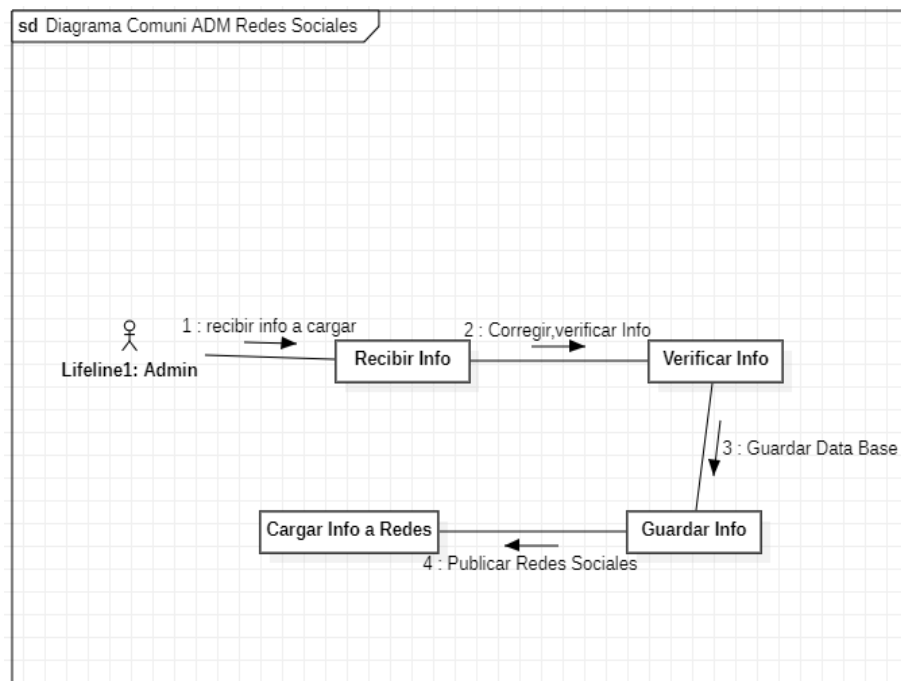 sd Diagrama Comuni ADM Redes Sociales
1 : recibir info a cargar
2 : Corregir,verificar Info
Recibir Info
Verificar Info
Lifeline1: Admin
3 : Guardar Data Base
Cargar Info a Redes
Guardar Info
4 : Publicar Redes Sociales